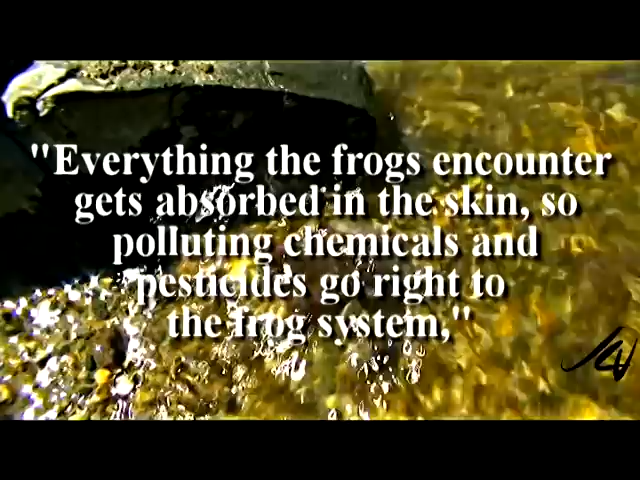 "Everything the frogs encounter
gets absorbed in the skin, so
polluting chemicals and
pesticides go right to
the frog system,"